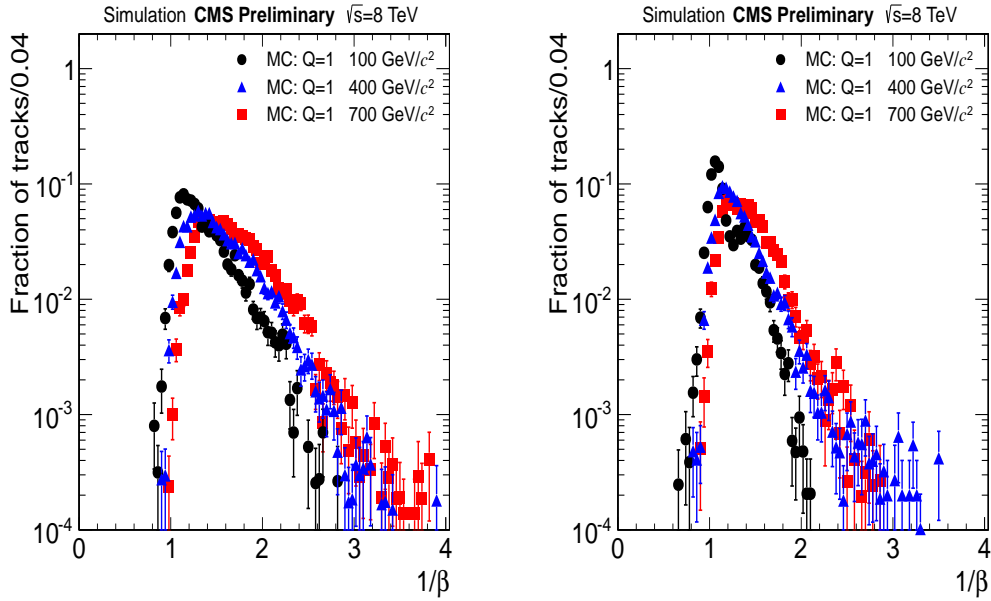 Simulation CMS Preliminary √s=8 TeV
Fraction of tracks/0.04
1
10⁻¹
10⁻²
10⁻³
10⁻⁴
MC: Q=1 100 GeV/c²
MC: Q=1 400 GeV/c²
MC: Q=1 700 GeV/c²
0 1 2 3 4
1/β
Simulation CMS Preliminary √s=8 TeV
Fraction of tracks/0.04
1
10⁻¹
10⁻²
10⁻³
10⁻⁴
MC: Q=1 100 GeV/c²
MC: Q=1 400 GeV/c²
MC: Q=1 700 GeV/c²
0 1 2 3 4
1/β